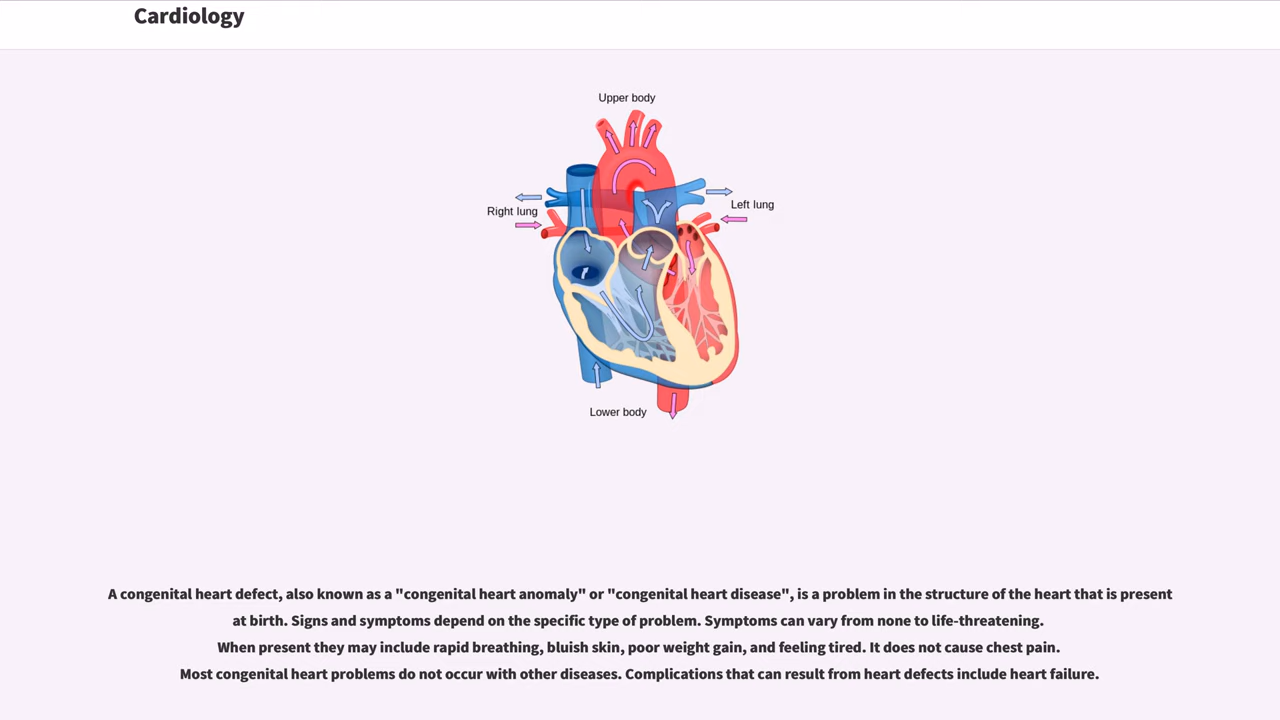 Cardiology
Upper body
Right lung
Left lung
Lower body
A congenital heart defect, also known as a "congenital heart anomaly" or "congenital heart disease", is a problem in the structure of the heart that is present
at birth. Signs and symptoms depend on the specific type of problem. Symptoms can vary from none to life-threatening.
When present they may include rapid breathing, bluish skin, poor weight gain, and feeling tired. It does not cause chest pain.
Most congenital heart problems do not occur with other diseases. Complications that can result from heart defects include heart failure.